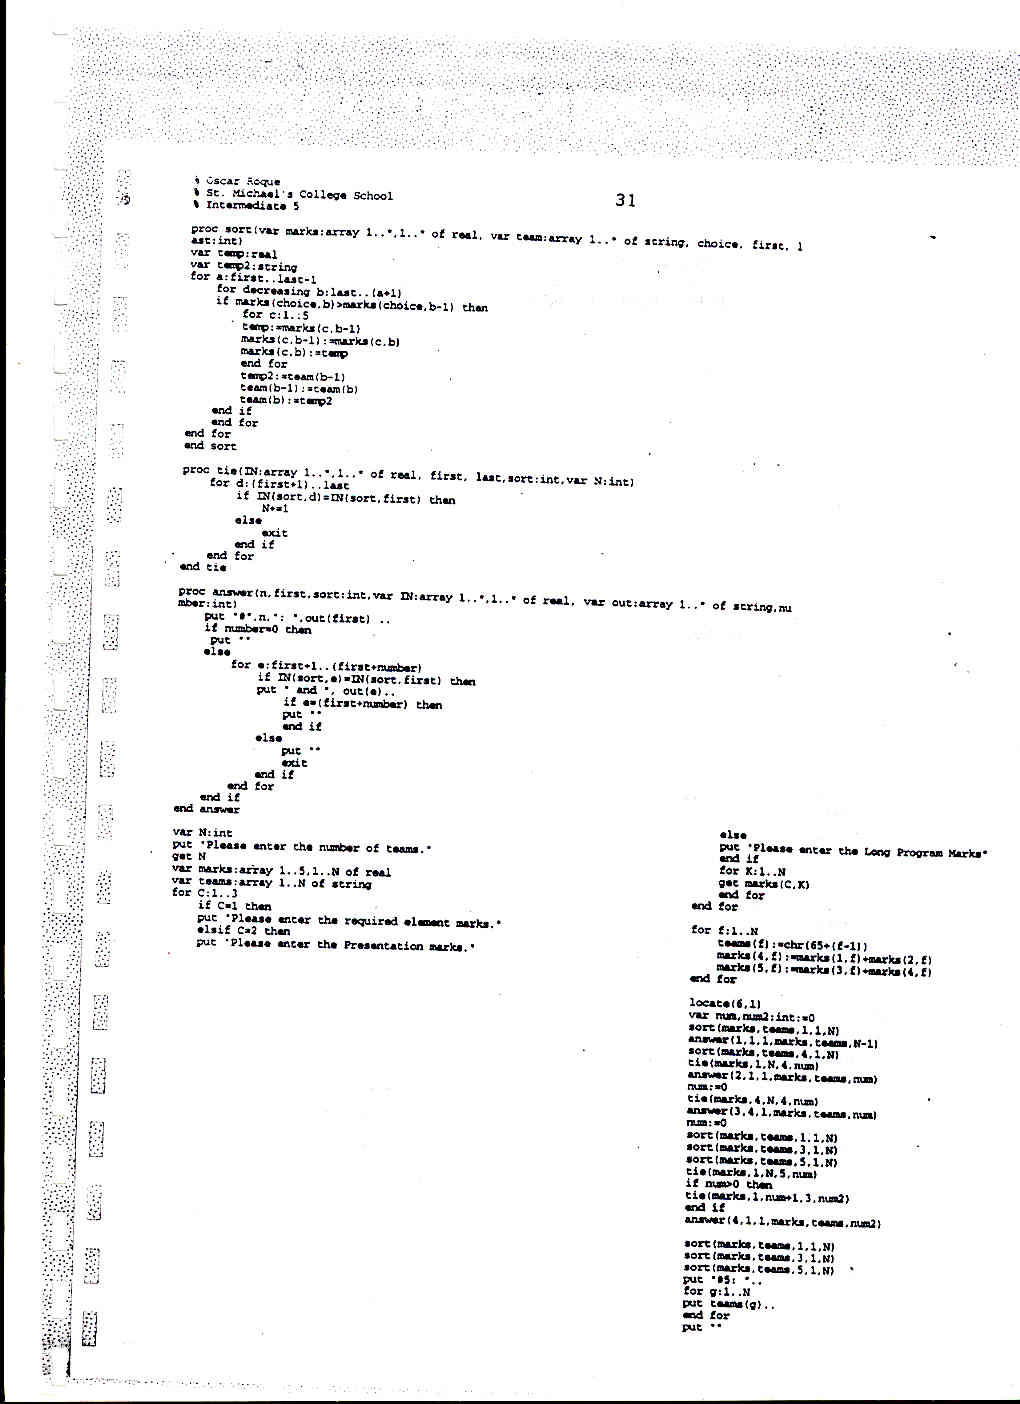 % Oscar Roque
% St. Michael's College School
% Intermediate 5
31
proc sort(var marks:array 1..*,1..* of real, var team:array 1..* of string, choice, first, l
ast:int)
var temp:real
var temp2:string
for a:first..last-1
for decreasing b:last..(a+1)
if marks(choice,b)>marks(choice,b-1) then
for c:1..5
temp:=marks(c,b-1)
marks(c,b-1):=marks(c,b)
marks(c,b):=temp
end for
temp2:=team(b-1)
team(b-1):=team(b)
team(b):=temp2
end if
end for
end for
end sort
proc tie(IN:array 1..*,1..* of real, first, last,sort:int,var N:int)
for d:(first+1)..last
if IN(sort,d)=IN(sort,first) then
N+=1
else
exit
end if
end for
end tie
proc answer(n,first,sort:int,var IN:array 1..*,1..* of real, var out:array 1..* of string,nu
mber:int)
put "#",n,": ",out(first) ..
if number=0 then
put ""
else
for e:first+1..(first+number)
if IN(sort,e)=IN(sort,first) then
put " and ", out(e)..
if e=(first+number) then
put ""
end if
else
put ""
exit
end if
end for
end if
end answer
var N:int
put "Please enter the number of teams."
get N
var marks:array 1..5,1..N of real
var teams:array 1..N of string
for C:1..3
if C=1 then
put "Please enter the required element marks."
elsif C=2 then
put "Please enter the Presentation marks."
else
put "Please enter the Long Program Marks"
end if
for K:1..N
get marks(C,K)
end for
end for
for f:1..N
teams(f):=chr(65+(f-1))
marks(4,f):=marks(1,f)+marks(2,f)
marks(5,f):=marks(3,f)+marks(4,f)
end for
locate(6,1)
var num,num2:int:=0
sort(marks,teams,1,1,N)
answer(1,1,1,marks,teams,N-1)
sort(marks,teams,4,1,N)
tie(marks,1,N,4,num)
answer(2,1,1,marks,teams,num)
num:=0
tie(marks,4,N,4,num)
answer(3,4,1,marks,teams,num)
num:=0
sort(marks,teams,1,1,N)
sort(marks,teams,3,1,N)
sort(marks,teams,5,1,N)
tie(marks,1,N,5,num)
if num>0 then
tie(marks,1,num+1,3,num2)
end if
answer(4,1,1,marks,teams,num2)
sort(marks,teams,1,1,N)
sort(marks,teams,3,1,N)
sort(marks,teams,5,1,N)
put "#5: "..
for g:1..N
put teams(g)..
end for
put ""